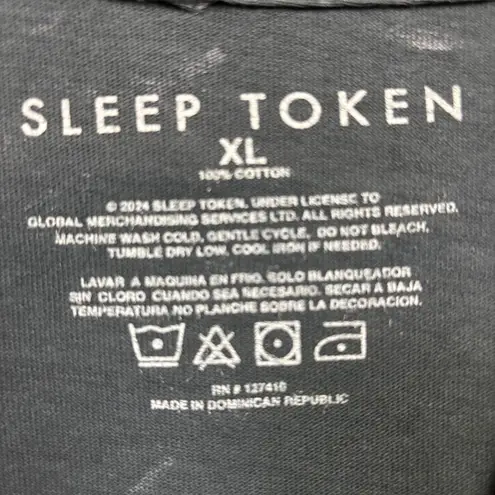 SLEEP TOKEN
XL
100% COTTON
© 2024 SLEEP TOKEN. UNDER LICENSE TO
GLOBAL MERCHANDISING SERVICES LTD. ALL RIGHTS RESERVED.
MACHINE WASH COLD, GENTLE CYCLE. DO NOT BLEACH.
TUMBLE DRY LOW. COOL IRON IF NEEDED.
LAVAR A MAQUINA EN FRIO. SOLO BLANQUEADOR
SIN CLORO CUANDO SEA NECESARIO. SECAR A BAJA
TEMPERATURA NO PLANCHE SOBRE LA DECORACION.
RN # 127410
MADE IN DOMINICAN REPUBLIC